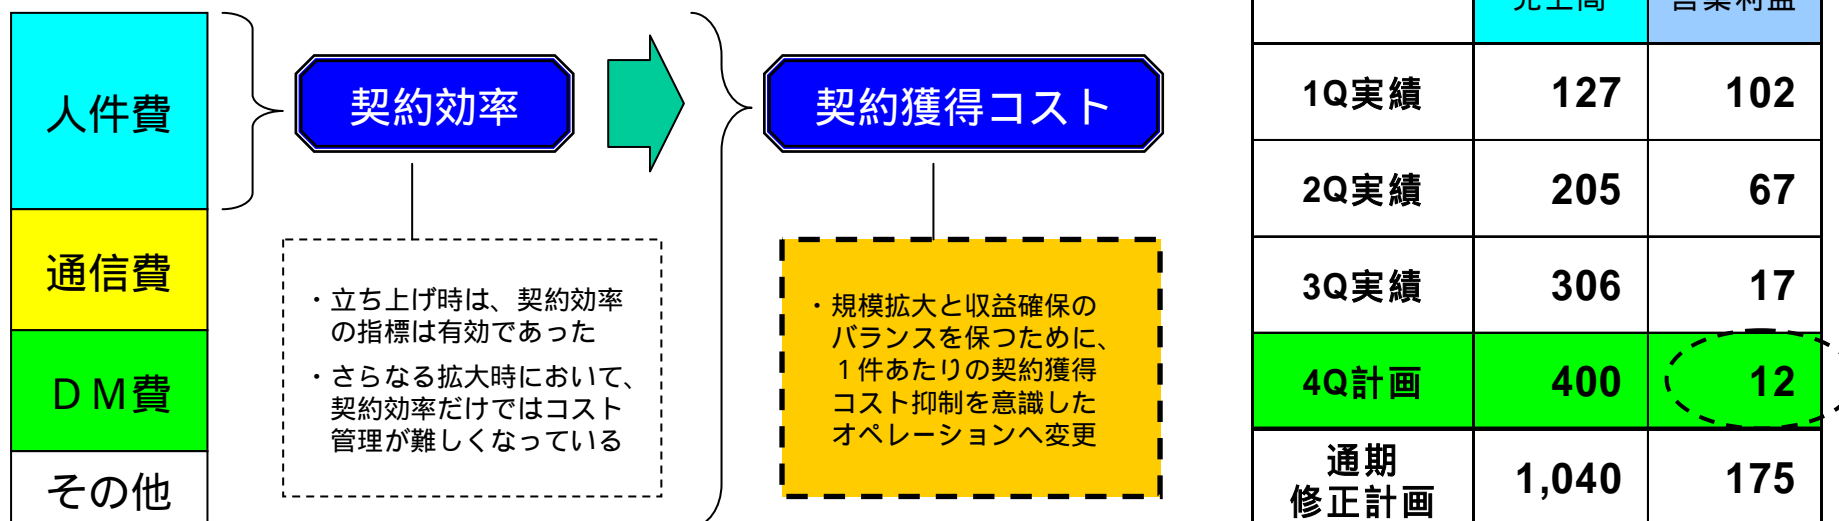 人件費
通信費
ＤＭ費
その他
契約効率
・立ち上げ時は、契約効率
の指標は有効であった
・さらなる拡大時において、
契約効率だけではコスト
管理が難しくなっている
契約獲得コスト
・規模拡大と収益確保の
バランスを保つために、
１件あたりの契約獲得
コスト抑制を意識した
オペレーションへ変更
売上高 営業利益
1Q実績 127 102
2Q実績 205 67
3Q実績 306 17
4Q計画 400 12
通期
修正計画 1,040 175